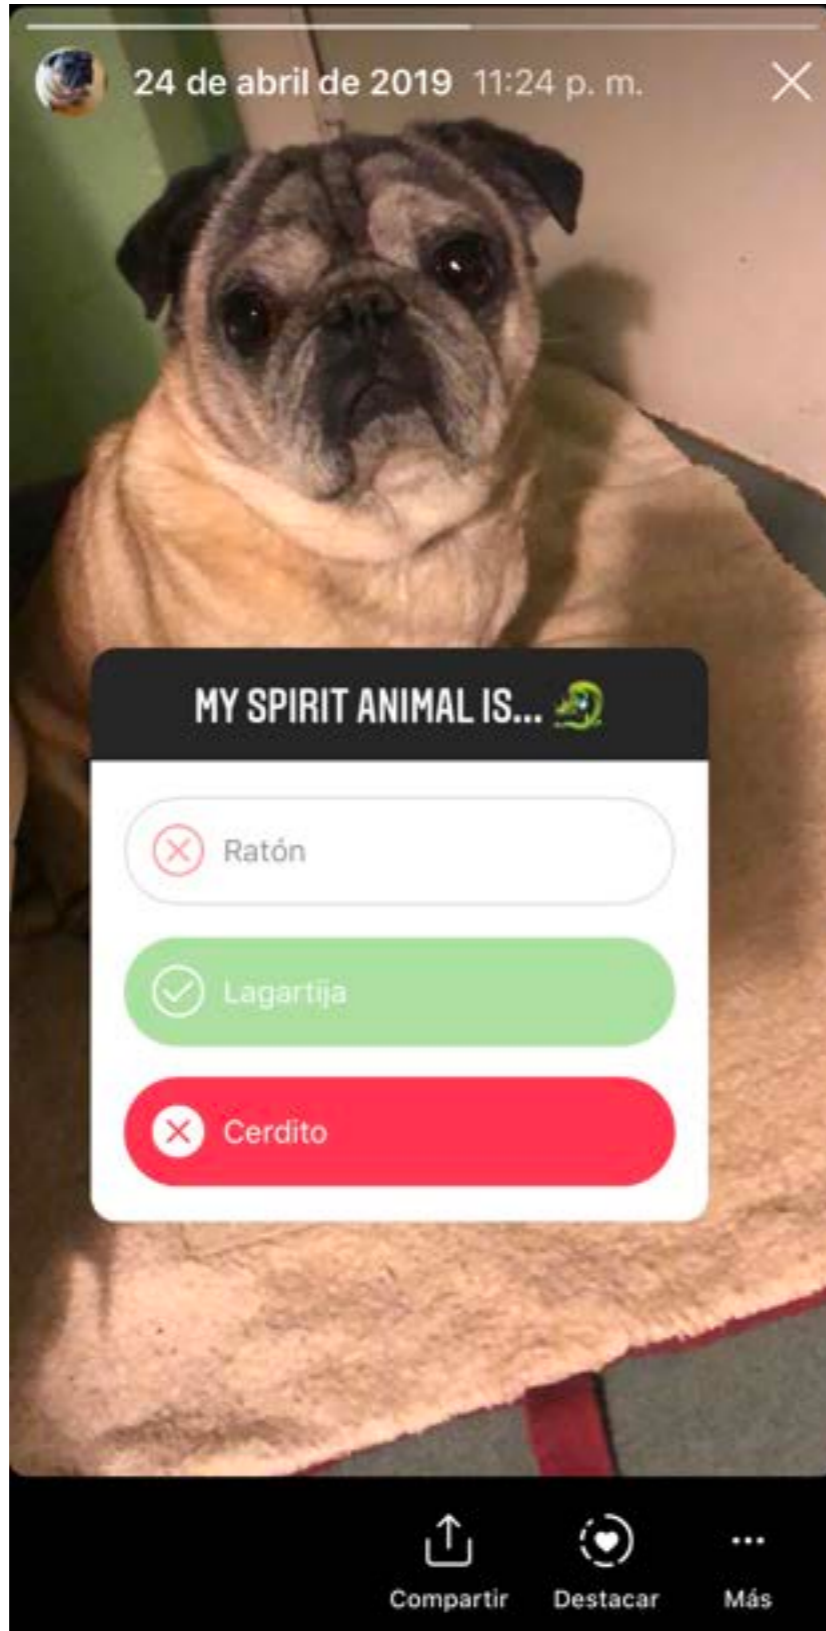 24 de abril de 2019 11:24 p. m.
MY SPIRIT ANIMAL IS... 🐉
Ratón
Lagartija
Cerdito
Compartir Destacar Más